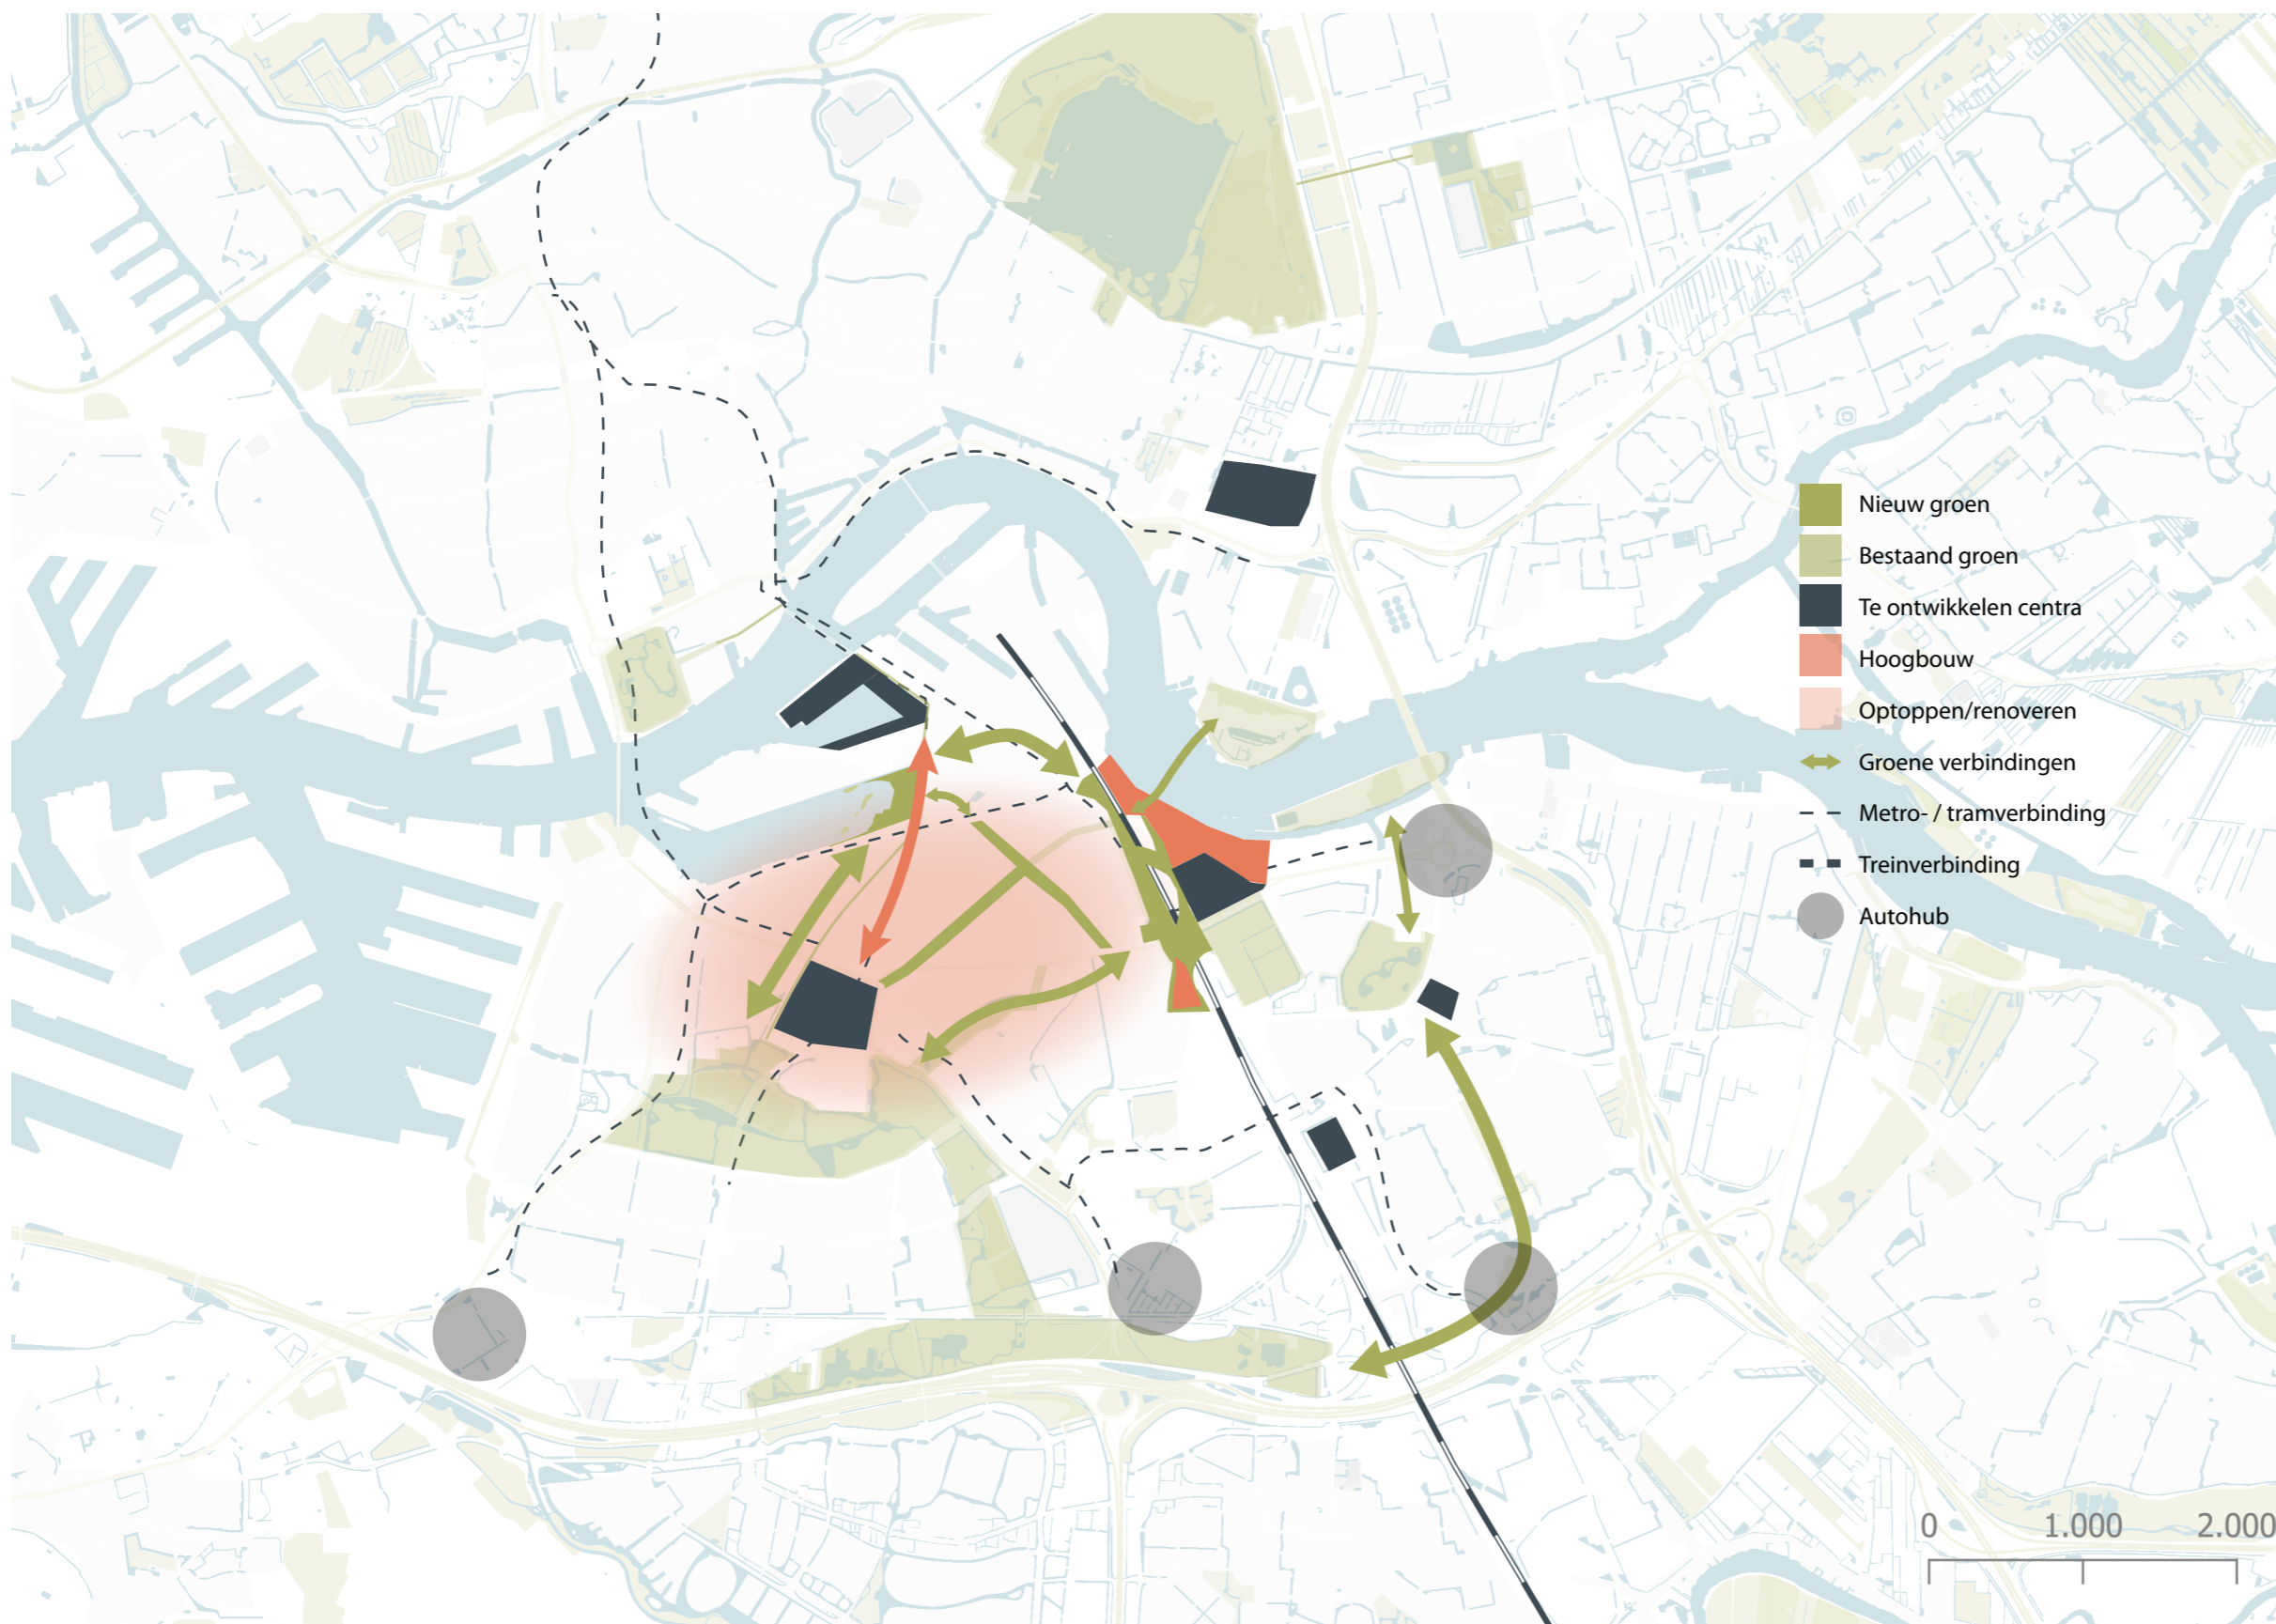 Nieuw groen
Bestaand groen
Te ontwikkelen centra
Hoogbouw
Optoppen/renoveren
Groene verbindingen
Metro- / tramverbinding
Treinverbinding
Autohub
0 1.000 2.000